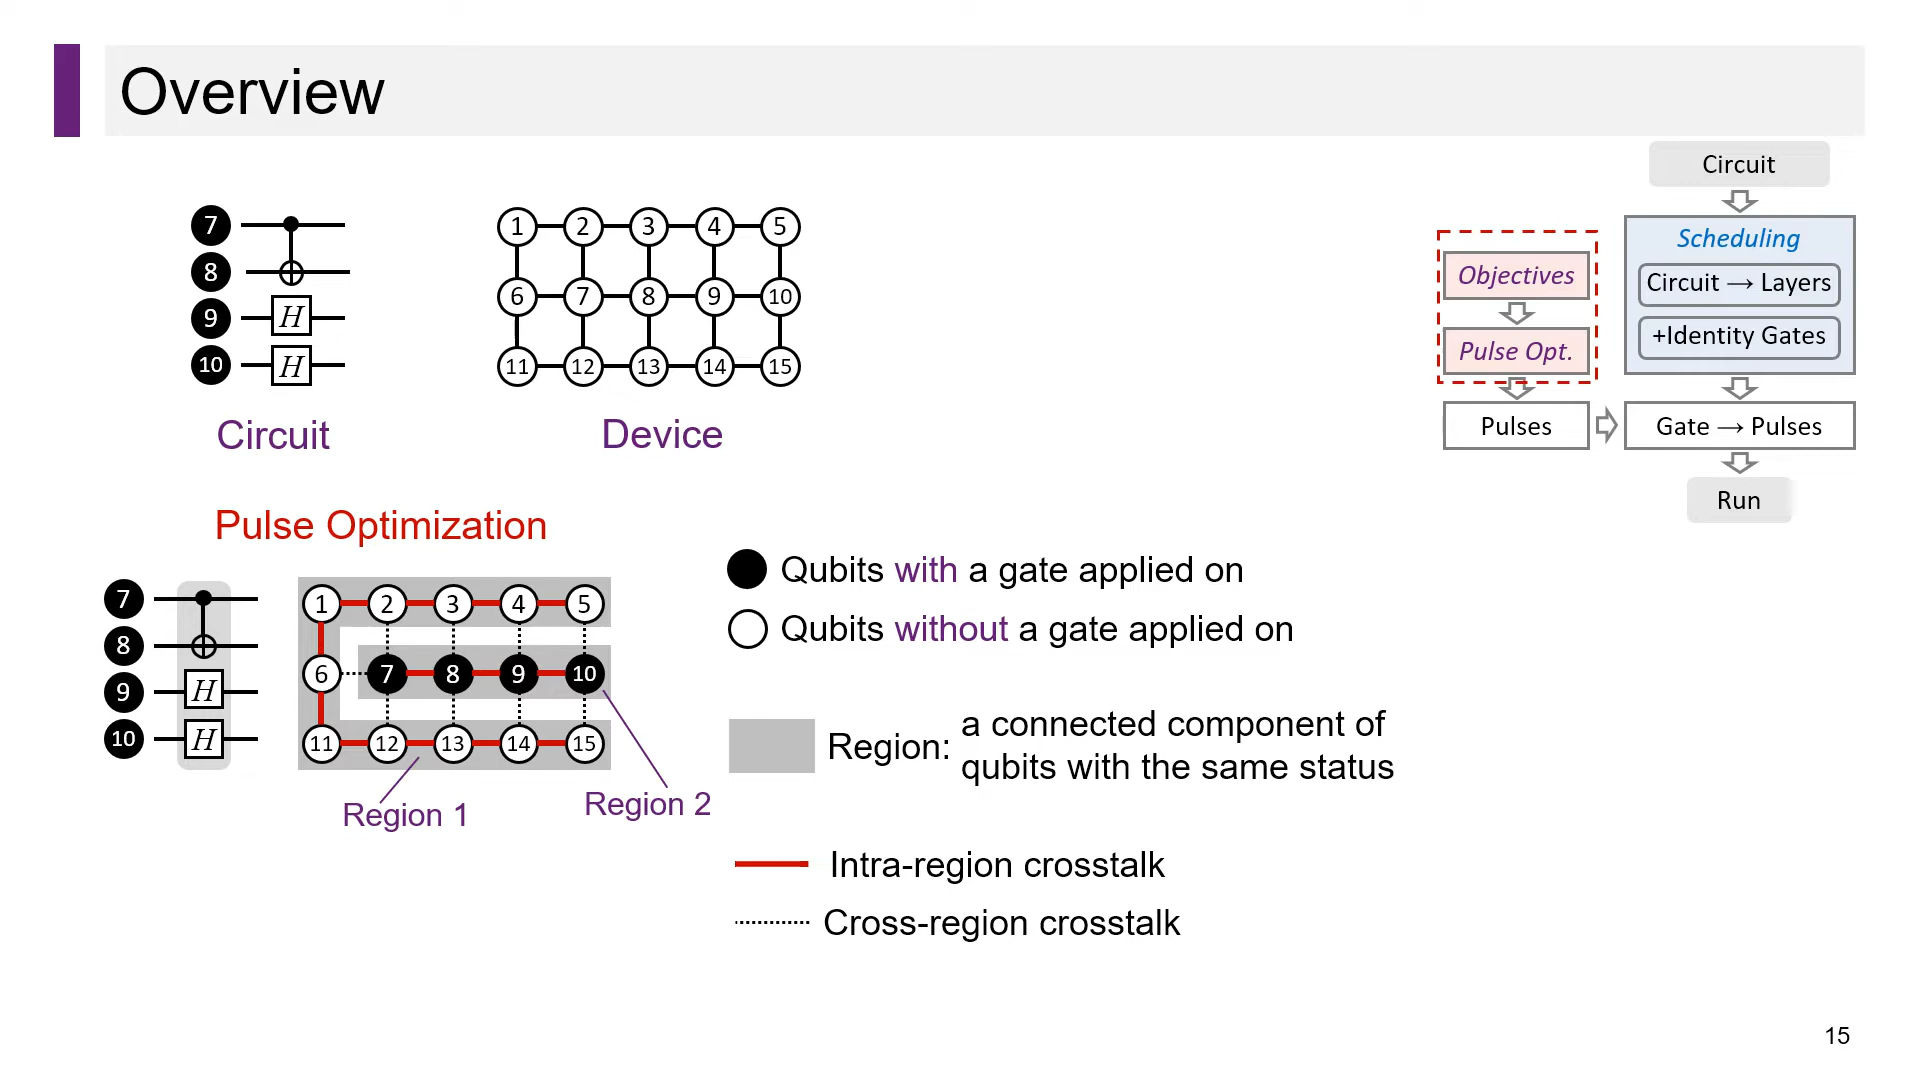 Overview
7
8
9 H
10 H
Circuit
1 2 3 4 5
6 7 8 9 10
11 12 13 14 15
Device
Circuit
Scheduling
Circuit → Layers
+Identity Gates
Objectives
Pulse Opt.
Pulses
Gate → Pulses
Run
Pulse Optimization
7
8
9 H
10 H
1 2 3 4 5
6 7 8 9 10
11 12 13 14 15
Region 1
Region 2
Qubits with a gate applied on
Qubits without a gate applied on
Region: a connected component of
qubits with the same status
Intra-region crosstalk
Cross-region crosstalk
15